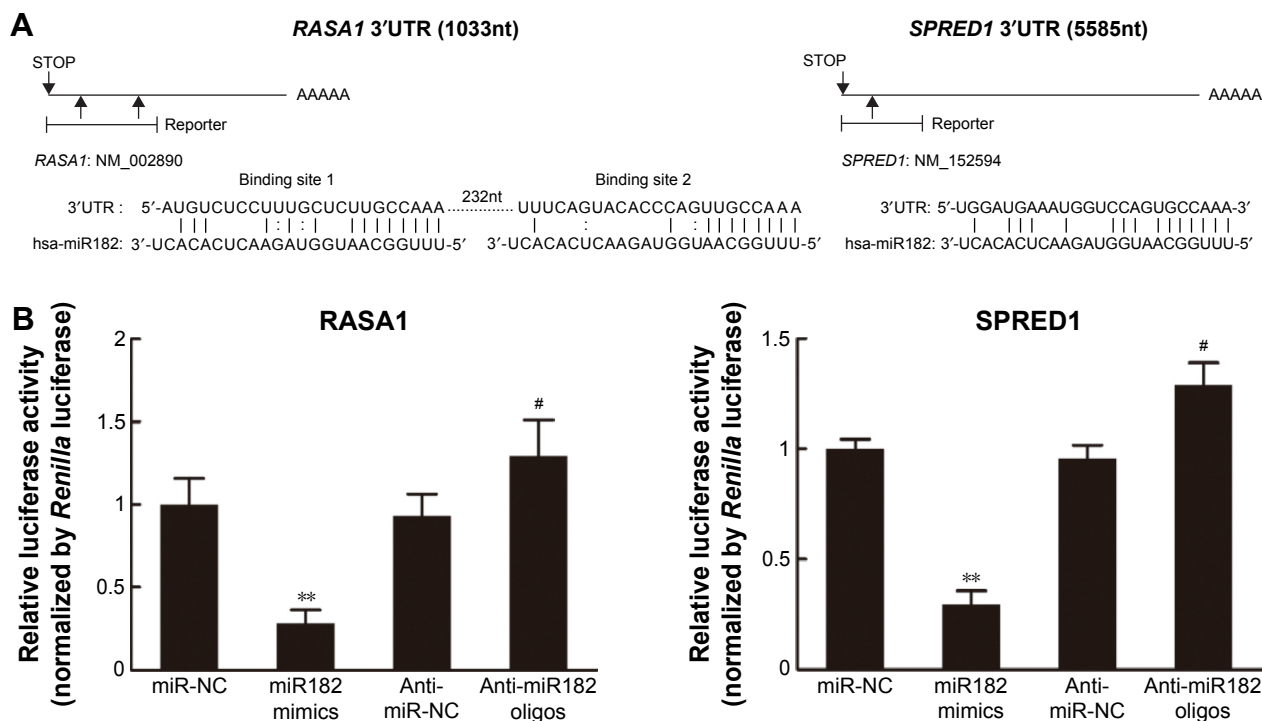 A
RASA1 3′UTR (1033nt)
SPRED1 3′UTR (5585nt)
STOP
AAAAA
Reporter
RASA1: NM_002890
STOP
AAAAA
Reporter
SPRED1: NM_152594
Binding site 1
232nt
Binding site 2
3′UTR : 5′-AUGUCUCCUUUGCUCUUGCCAAA ............. UUUCAGUACACCCAGUUGCCAAA
hsa-miR182: 3′-UCACACUCAAGAUGGUAACGGUUU-5′ 3′-UCACACUCAAGAUGGUAACGGUUU-5′
3′UTR: 5′-UGGAUGAAAUGGUCCAGUGCCAAA-3′
hsa-miR182: 3′-UCACACUCAAGAUGGUAACGGUUU-5′
B
RASA1
Relative luciferase activity
(normalized by Renilla luciferase)
2
1.5
1
0.5
0
**
#
miR-NC
miR182
mimics
Anti-
miR-NC
Anti-miR182
oligos
SPRED1
Relative luciferase activity
(normalized by Renilla luciferase)
1.5
1
0.5
0
**
#
miR-NC
miR182
mimics
Anti-
miR-NC
Anti-miR182
oligos